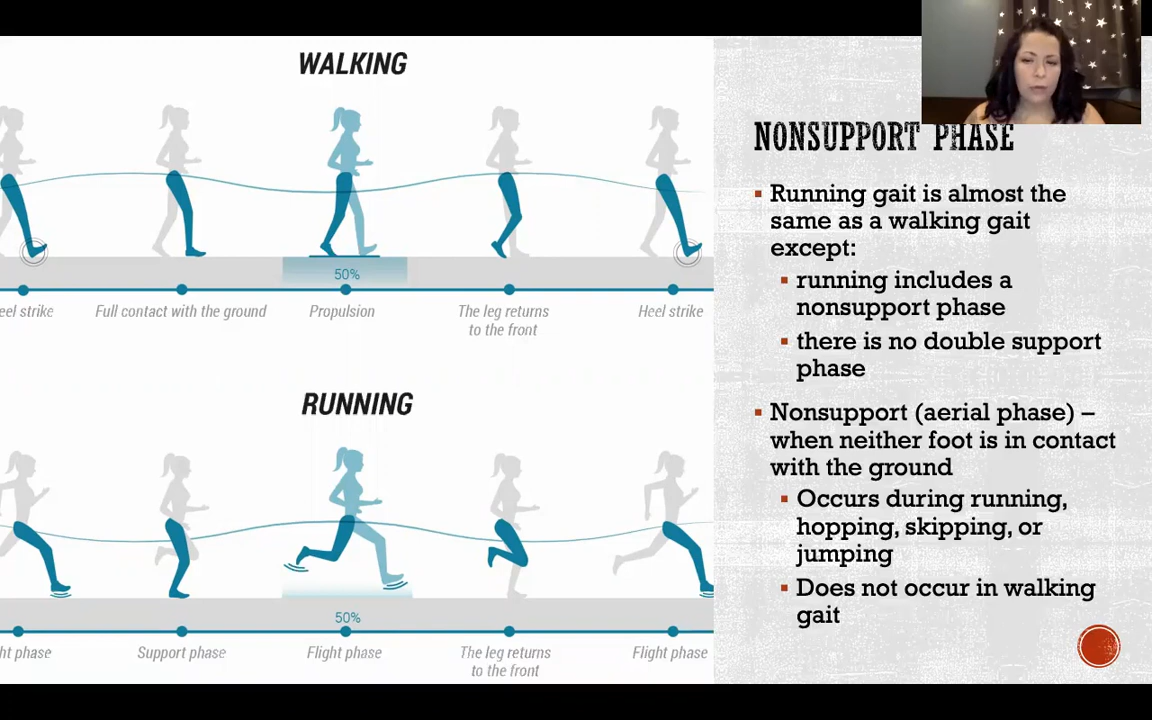 WALKING
50%
eel strike
Full contact with the ground
Propulsion
The leg returns
to the front
Heel strike
RUNNING
50%
ht phase
Support phase
Flight phase
The leg returns
to the front
Flight phase
NONSUPPORT PHASE
▪ Running gait is almost the
same as a walking gait
except:
▪ running includes a
nonsupport phase
▪ there is no double support
phase
▪ Nonsupport (aerial phase) –
when neither foot is in contact
with the ground
▪ Occurs during running,
hopping, skipping, or
jumping
▪ Does not occur in walking
gait